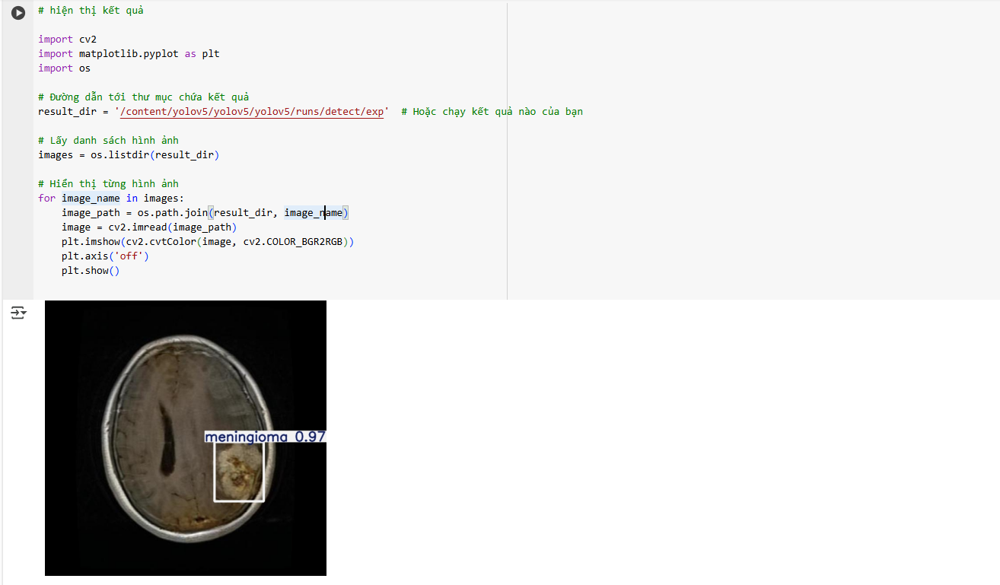 # hiện thị kết quả
import cv2
import matplotlib.pyplot as plt
import os
# Đường dẫn tới thư mục chứa kết quả
result_dir = '/content/yolov5/yolov5/yolov5/runs/detect/exp'  # Hoặc chạy kết quả nào của bạn
# Lấy danh sách hình ảnh
images = os.listdir(result_dir)
# Hiển thị từng hình ảnh
for image_name in images:
    image_path = os.path.join(result_dir, image_name)
    image = cv2.imread(image_path)
    plt.imshow(cv2.cvtColor(image, cv2.COLOR_BGR2RGB))
    plt.axis('off')
    plt.show()
meningioma 0.97